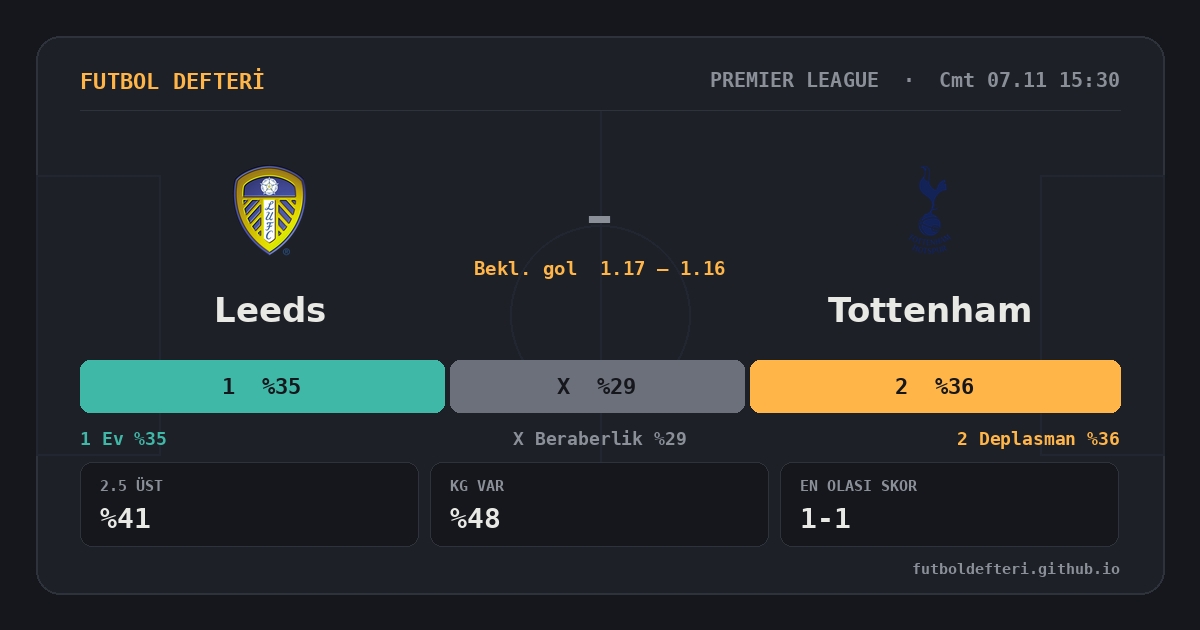 FUTBOL DEFTERİ
PREMIER LEAGUE · Cmt 07.11 15:30
LUFC
–
Bekl. gol 1.17 – 1.16
Leeds
Tottenham
1 %35
X %29
2 %36
1 Ev %35
X Beraberlik %29
2 Deplasman %36
2.5 ÜST
%41
KG VAR
%48
EN OLASI SKOR
1-1
futboldefteri.github.io